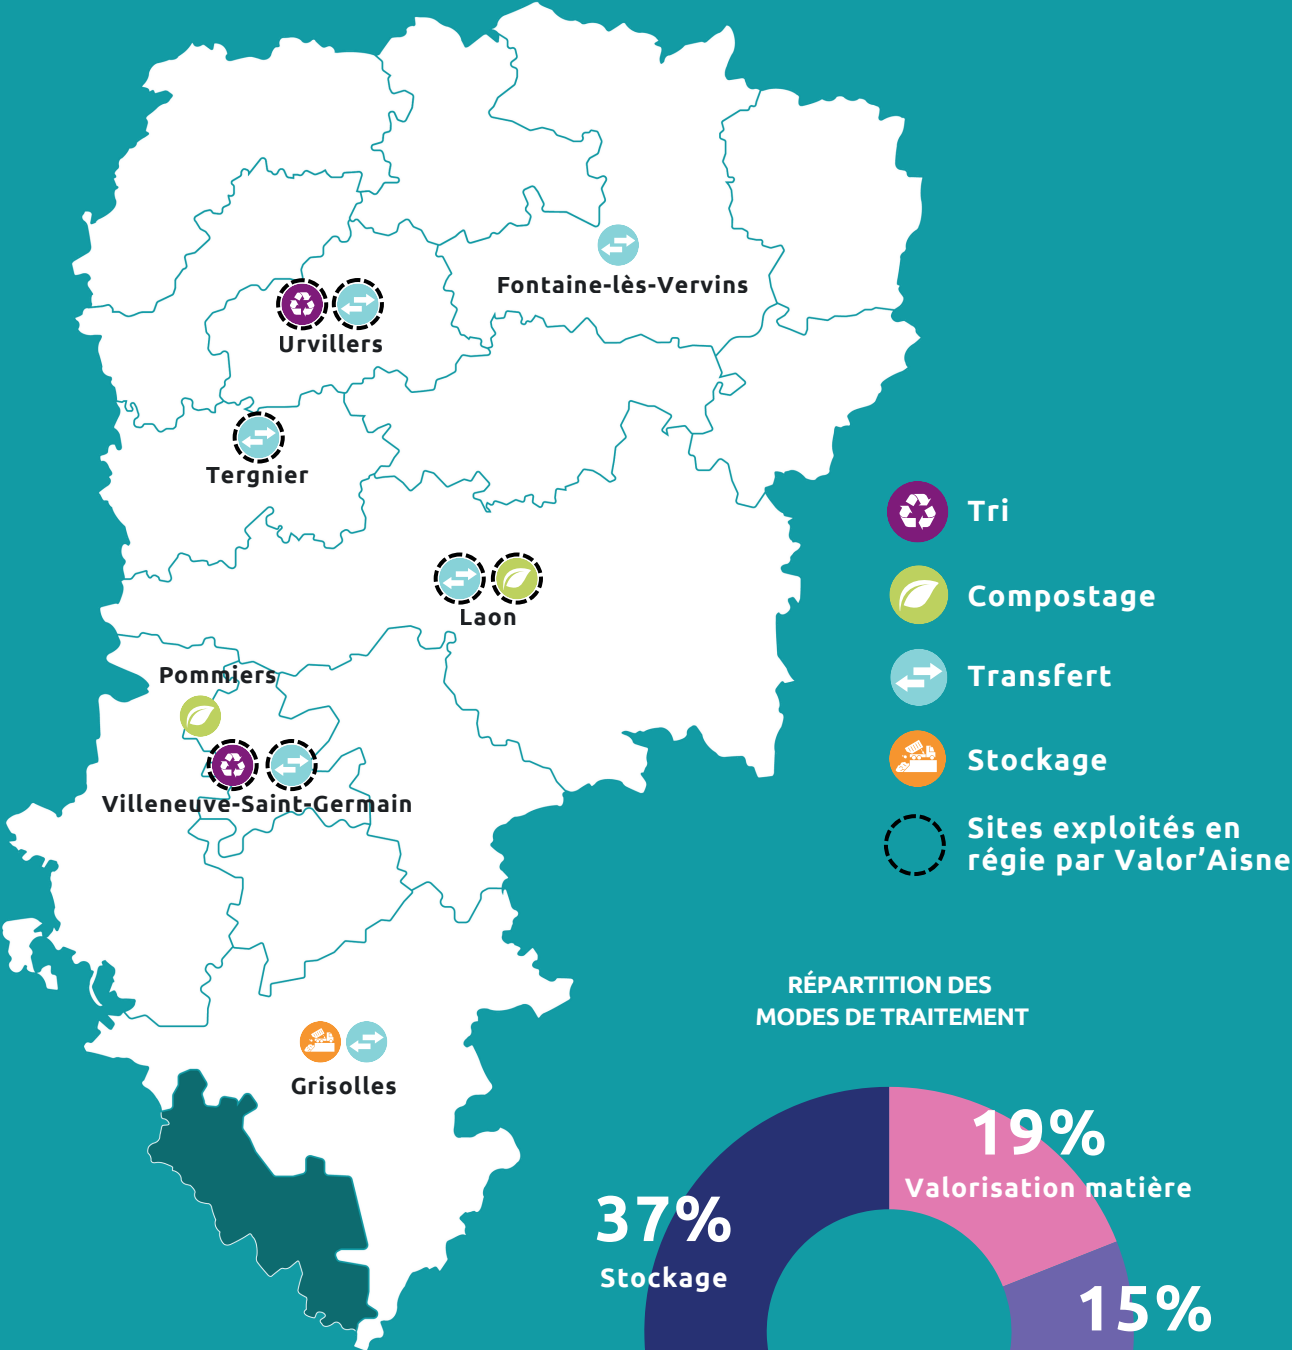 Fontaine-lès-Vervins
Urvillers
Tergnier
Laon
Pommiers
Villeneuve-Saint-Germain
Grisolles
Tri
Compostage
Transfert
Stockage
Sites exploités en
régie par Valor’Aisne
RÉPARTITION DES
MODES DE TRAITEMENT
19%
Valorisation matière
37%
Stockage
15%